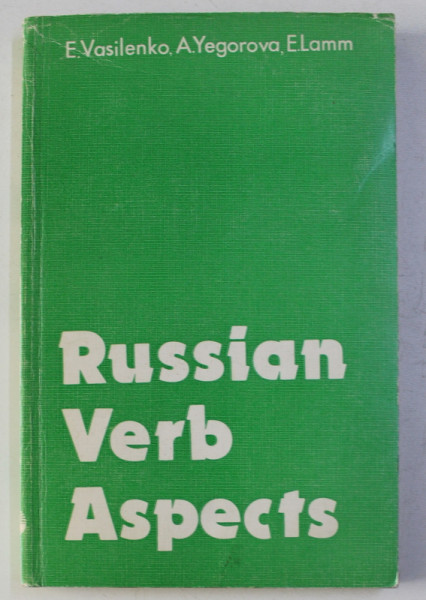 E.Vasilenko, A.Yegorova, E.Lamm
Russian
Verb
Aspects